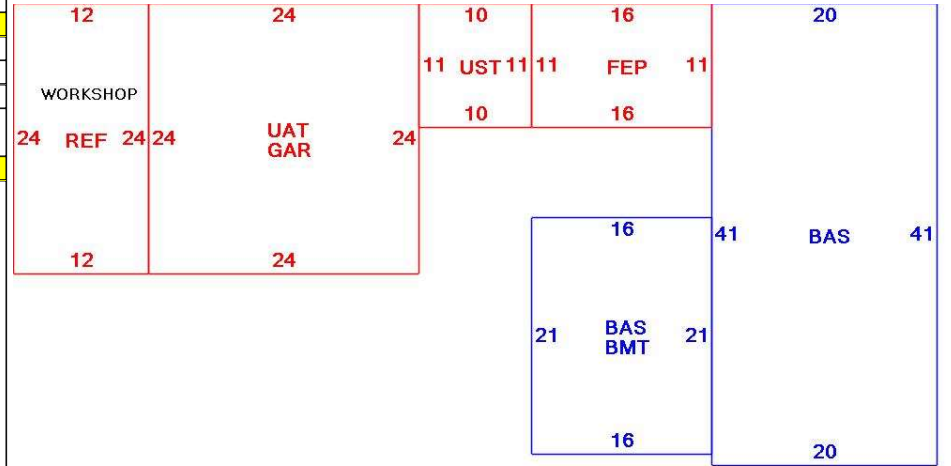 12 24 10 16 20
11 UST 11 11 FEP 11
WORKSHOP
10 16
24 REF 24 24 UAT 24
GAR
16
41 BAS 41
12 24
21 BAS 21
BMT
16
20